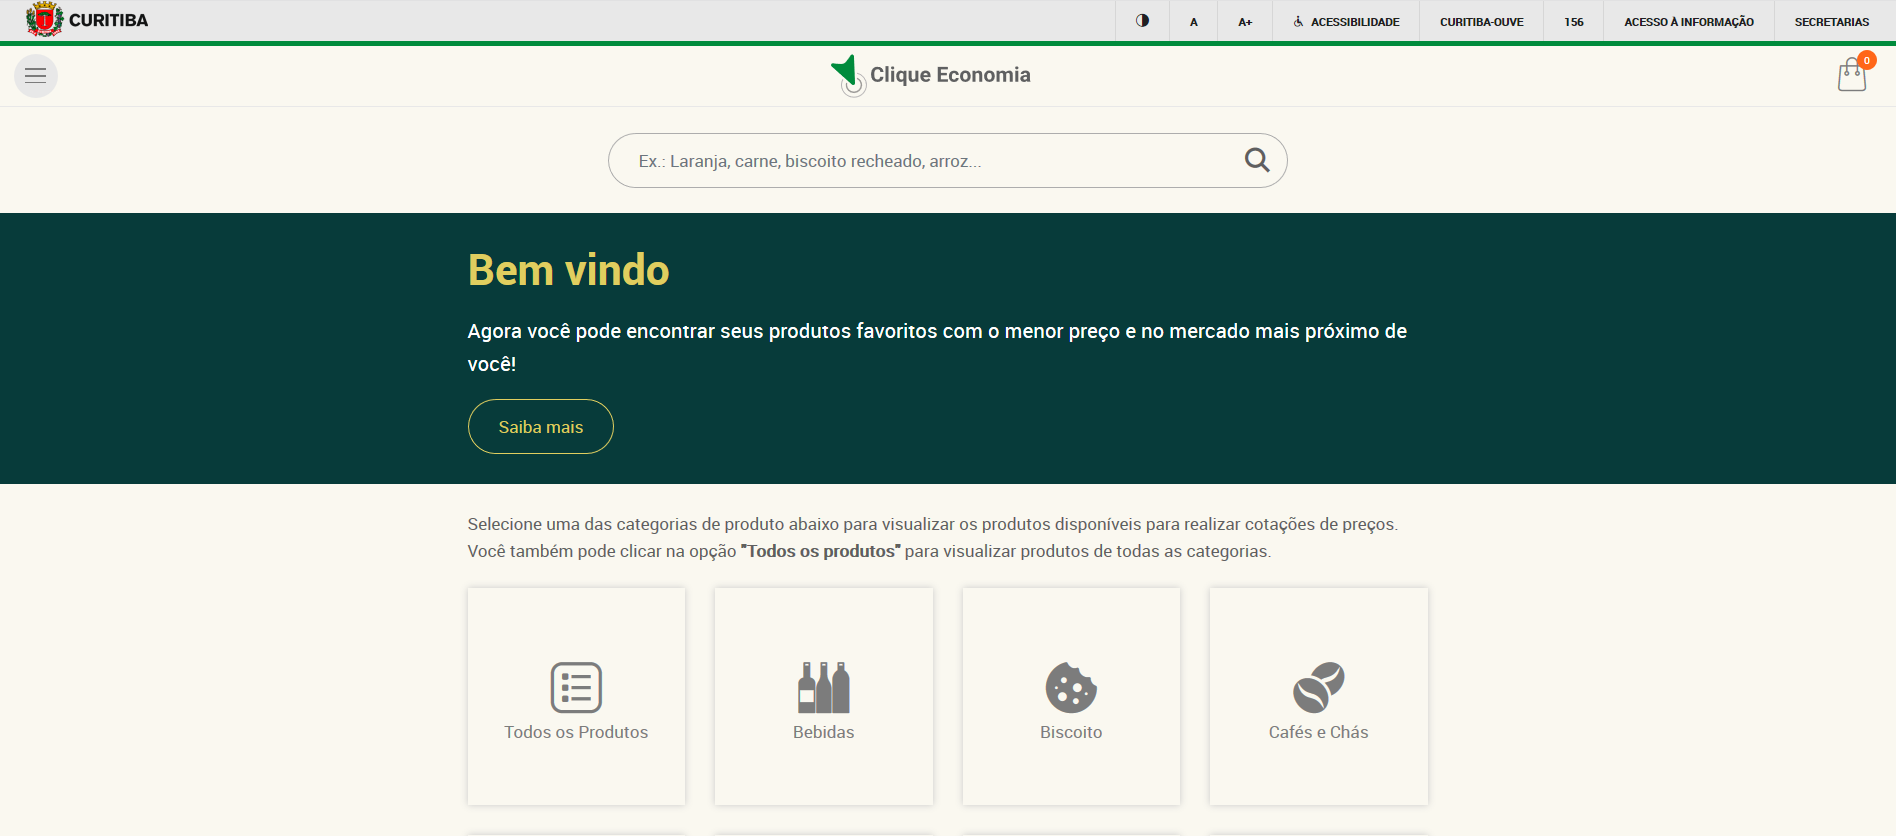 CURITIBA
A
A+
ACESSIBILIDADE
CURITIBA-OUVE
156
ACESSO À INFORMAÇÃO
SECRETARIAS
Clique Economia
0
Ex.: Laranja, carne, biscoito recheado, arroz...
Bem vindo
Agora você pode encontrar seus produtos favoritos com o menor preço e no mercado mais próximo de
você!
Saiba mais
Selecione uma das categorias de produto abaixo para visualizar os produtos disponíveis para realizar cotações de preços.
Você também pode clicar na opção "Todos os produtos" para visualizar produtos de todas as categorias.
Todos os Produtos
Bebidas
Biscoito
Cafés e Chás